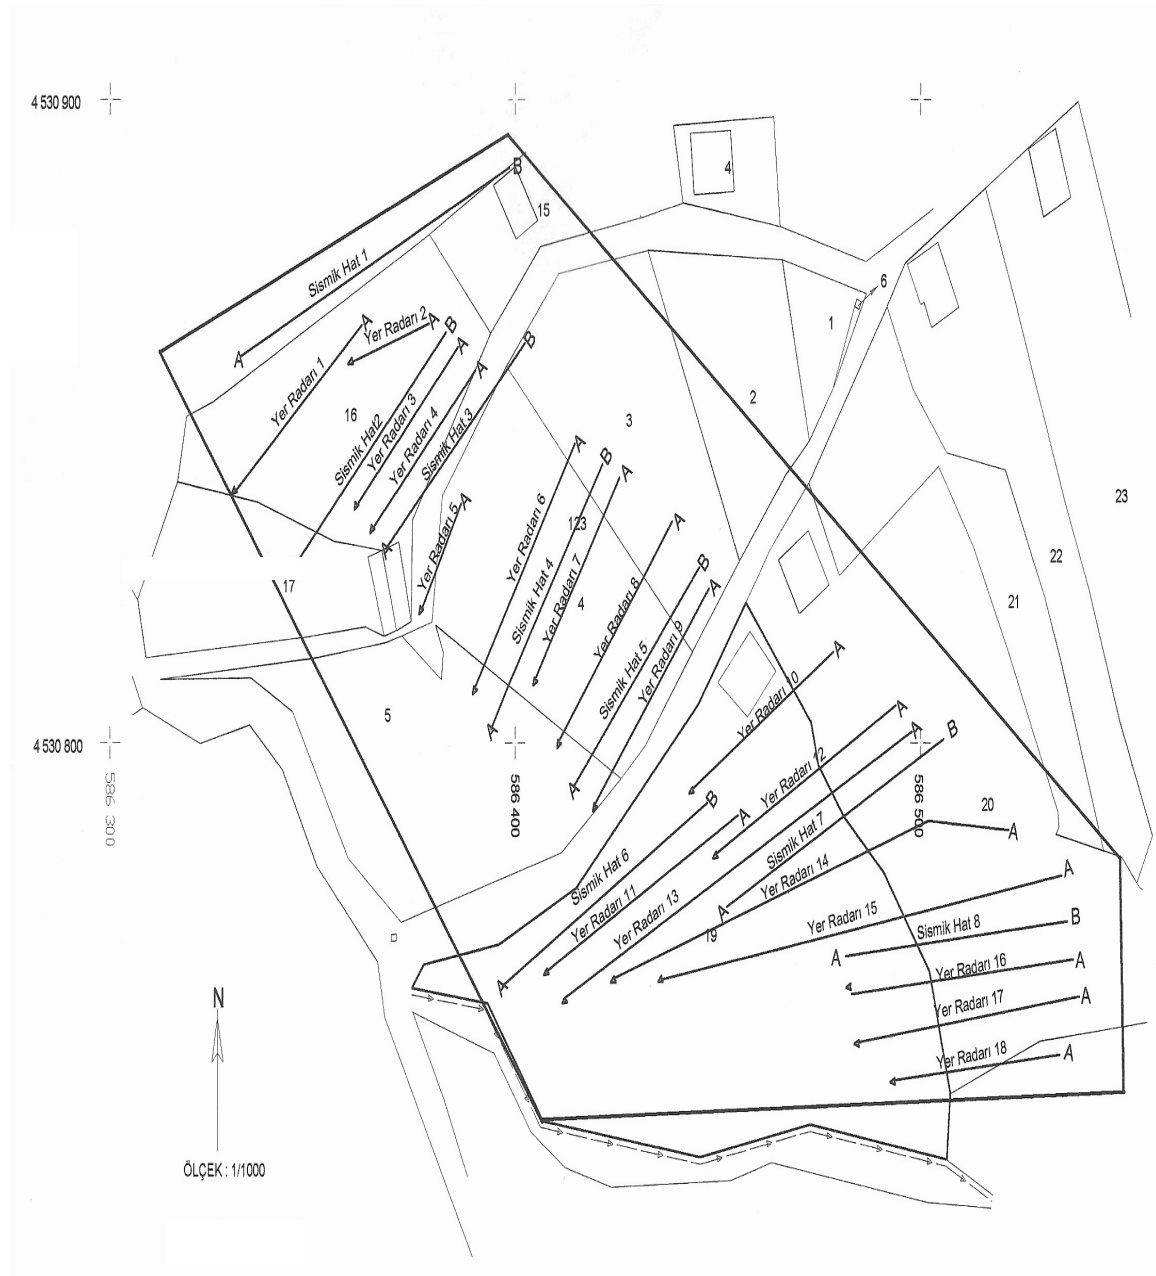 4 530 900
B
4
15
Sismik Hat 1
6
A
A
Yer Radarı 2
A
B
1
Yer Radarı 1
A
B
A
16
2
3
Sismik Hat2
Yer Radarı 3
Yer Radarı 4
Sismik Hat 3
A
B
A
A
23
Yer Radarı 5
Yer Radarı 6
123
A
A
22
17
Sismik Hat 4
Yer Radarı 7
4
B
A
21
Yer Radarı 8
Sismik Hat 5
Yer Radarı 9
A
5
Yer Radarı 10
A
A
A
B
4 530 800
586 300
586 400
586 500
A
B
A
Yer Radarı 12
20
A
Sismik Hat 7
Sismik Hat 6
Yer Radarı 14
A
Yer Radarı 11
Yer Radarı 13
A
19
Yer Radarı 15
Sismik Hat 8
B
A
A
Yer Radarı 16
A
N
Yer Radarı 17
A
Yer Radarı 18
A
ÖLÇEK : 1/1000